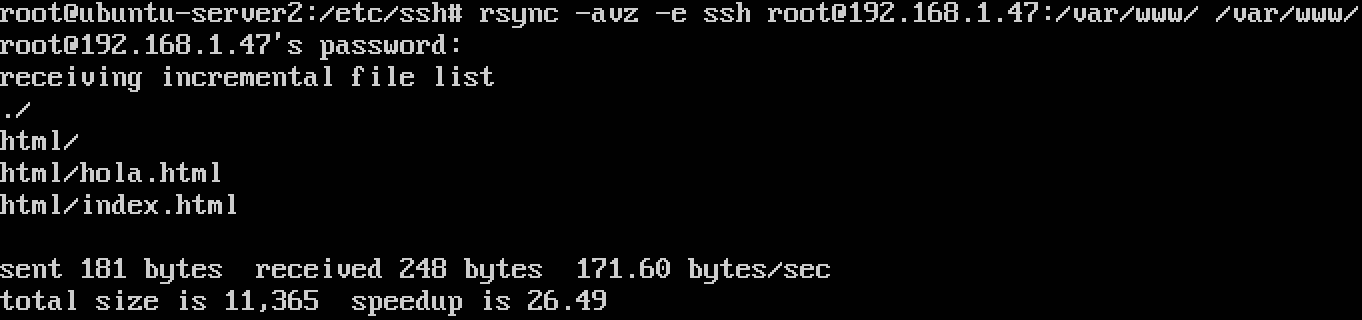 root@ubuntu-server2:/etc/ssh# rsync -avz -e ssh root@192.168.1.47:/var/www/ /var/www/
root@192.168.1.47's password:
receiving incremental file list
./
html/
html/hola.html
html/index.html
sent 181 bytes  received 248 bytes  171.60 bytes/sec
total size is 11,365  speedup is 26.49